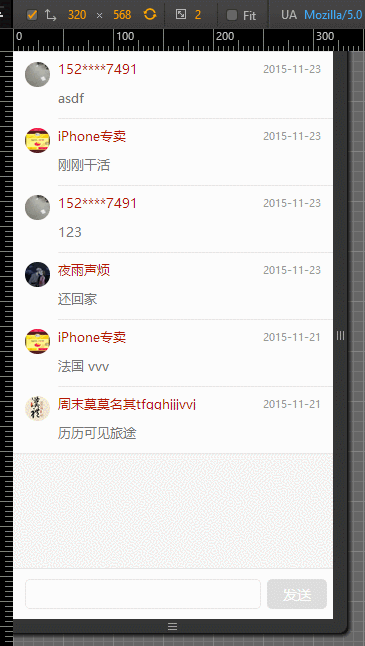 320 × 568 2 Fit UA Mozilla/5.0
0 100 200 300
152****7491 2015-11-23
asdf
iPhone专卖 2015-11-23
刚刚干活
152****7491 2015-11-23
123
夜雨声烦 2015-11-23
还回家
iPhone专卖 2015-11-21
法国 vvv
周末莫莫名其tfgghjjjvvj 2015-11-21
历历可见旅途
发送